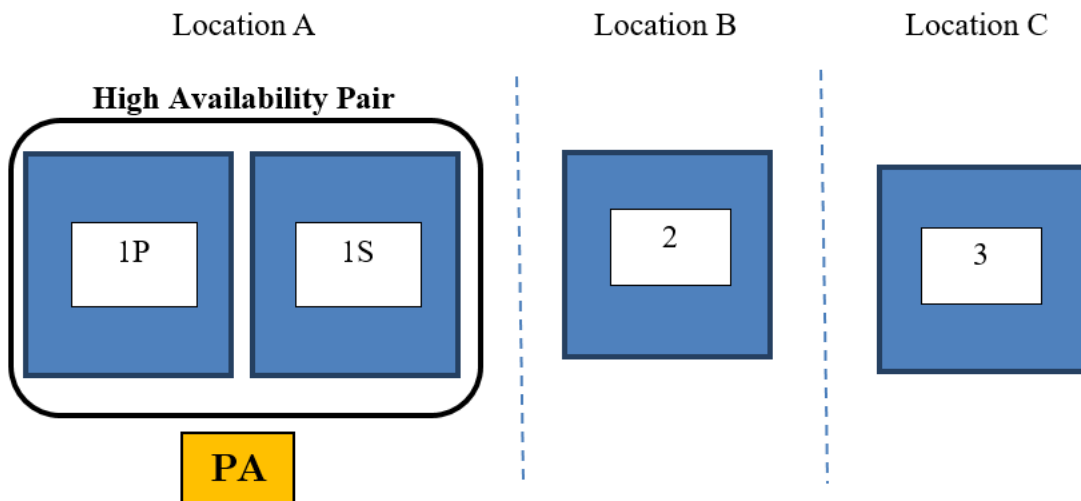 Location A
Location B
Location C
High Availability Pair
1P
1S
2
3
PA